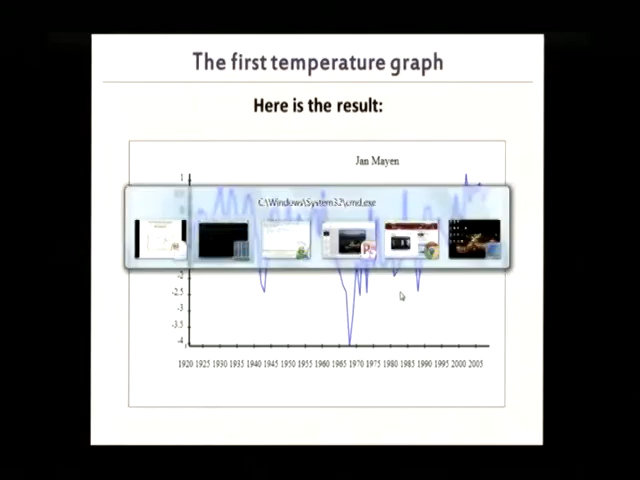 The first temperature graph
Here is the result:
Jan Mayen
1
C:\Windows\System32\cmd.exe
-2
-2.5
-3
-3.5
-4
1920 1925 1930 1935 1940 1945 1950 1955 1960 1965 1970 1975 1980 1985 1990 1995 2000 2005